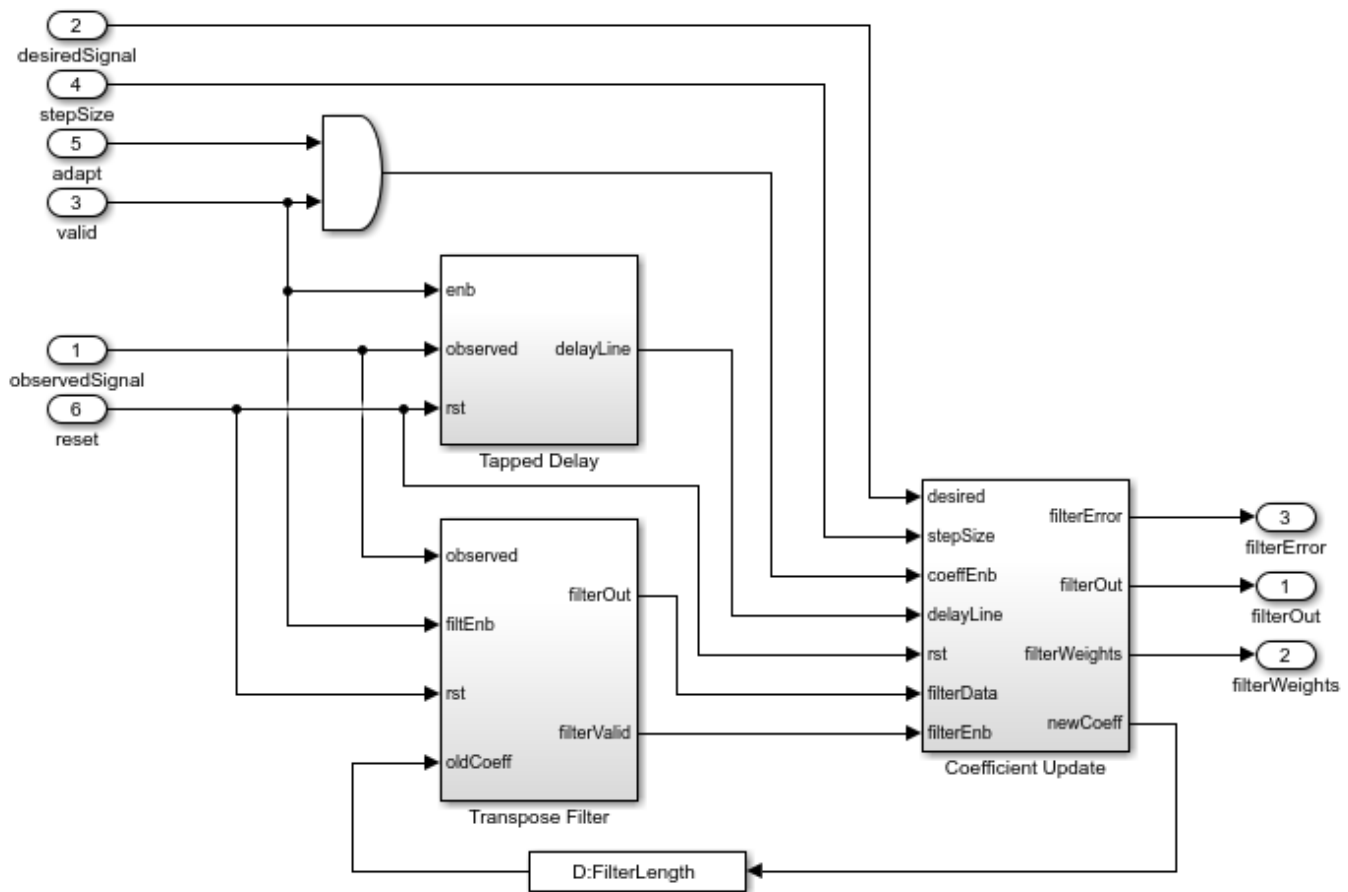 2
desiredSignal
4
stepSize
5
adapt
3
valid
1
observedSignal
6
reset
enb
observed
delayLine
rst
Tapped Delay
observed
filterOut
filtEnb
rst
filterValid
oldCoeff
Transpose Filter
desired
filterError
stepSize
coeffEnb
filterOut
delayLine
rst
filterWeights
filterData
newCoeff
filterEnb
Coefficient Update
3
filterError
1
filterOut
2
filterWeights
D:FilterLength